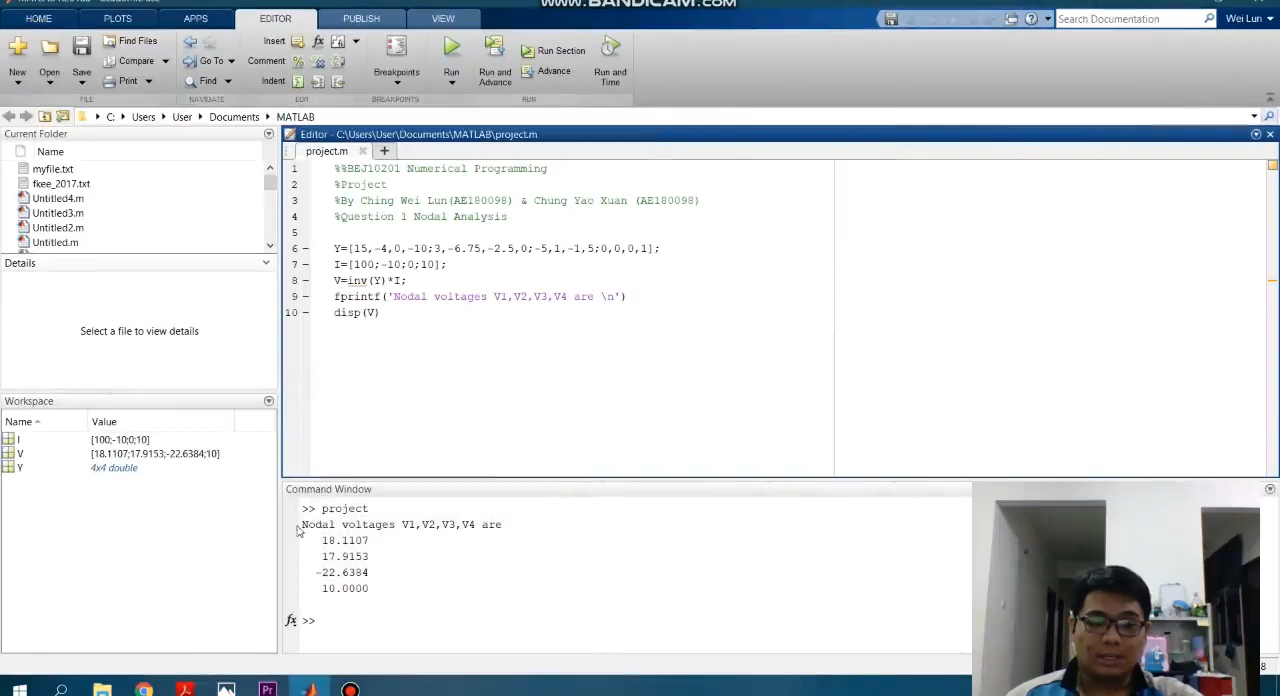 www.BANDICAM.com
HOME PLOTS APPS EDITOR PUBLISH VIEW
Search Documentation
Wei Lun
New
Open
Save
Find Files
Compare
Print
FILE
Go To
Find
NAVIGATE
Insert
Comment
Indent
EDIT
Breakpoints
BREAKPOINTS
Run
Run and
Advance
Run Section
Advance
Run and
Time
RUN
C: Users User Documents MATLAB
Current Folder
Name
myfile.txt
fkee_2017.txt
Untitled4.m
Untitled3.m
Untitled2.m
Untitled.m
Details
Select a file to view details
Workspace
Name Value
I [100;-10;0;10]
V [18.1107;17.9153;-22.6384;10]
Y 4x4 double
Editor - C:\Users\User\Documents\MATLAB\project.m
project.m
1 %%BEJ10201 Numerical Programming
2 %Project
3 %By Ching Wei Lun(AE180098) & Chung Yao Xuan (AE180098)
4 %Question 1 Nodal Analysis
5
6 Y=[15,-4,0,-10;3,-6.75,-2.5,0;-5,1,-1,5;0,0,0,1];
7 I=[100;-10;0;10];
8 V=inv(Y)*I;
9 fprintf('Nodal voltages V1,V2,V3,V4 are \n')
10 disp(V)
Command Window
>> project
Nodal voltages V1,V2,V3,V4 are
18.1107
17.9153
-22.6384
10.0000
fx >>
Pr